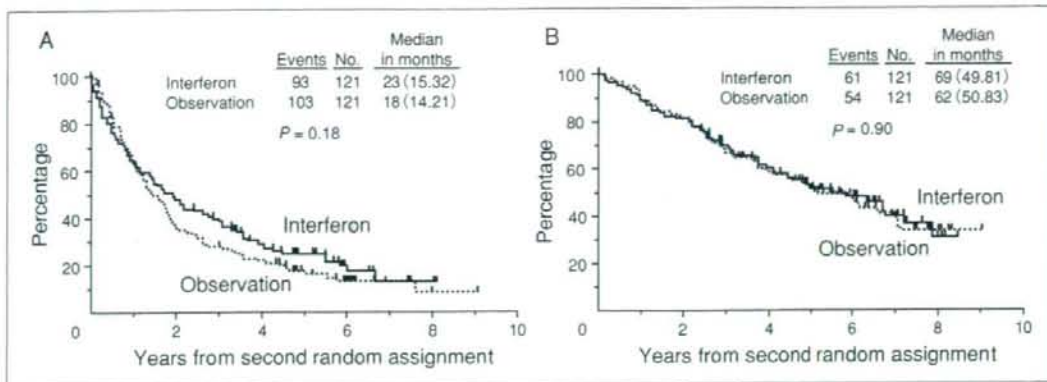 A
Median
Events No. in months
Interferon 93 121 23 (15.32)
Observation 103 121 18 (14.21)
P = 0.18
100
80
60
40
20
0
Percentage
Interferon
Observation
2 4 6 8 10
Years from second random assignment
B
Median
Events No. in months
Interferon 61 121 69 (49.81)
Observation 54 121 62 (50.83)
P = 0.90
100
80
60
40
20
0
Percentage
Interferon
Observation
2 4 6 8 10
Years from second random assignment